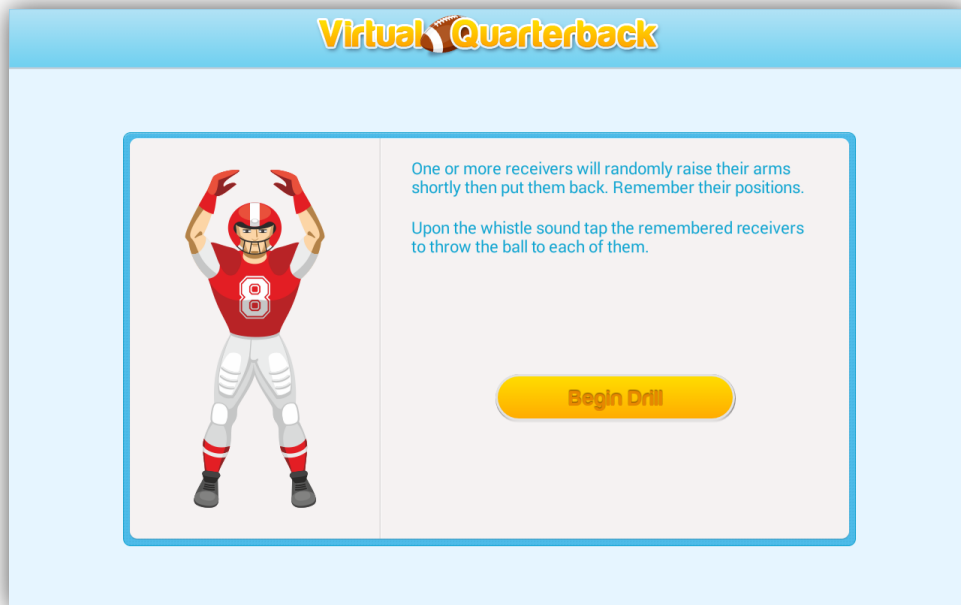 Virtual Quarterback
One or more receivers will randomly raise their arms
shortly then put them back. Remember their positions.
Upon the whistle sound tap the remembered receivers
to throw the ball to each of them.
8
Begin Drill